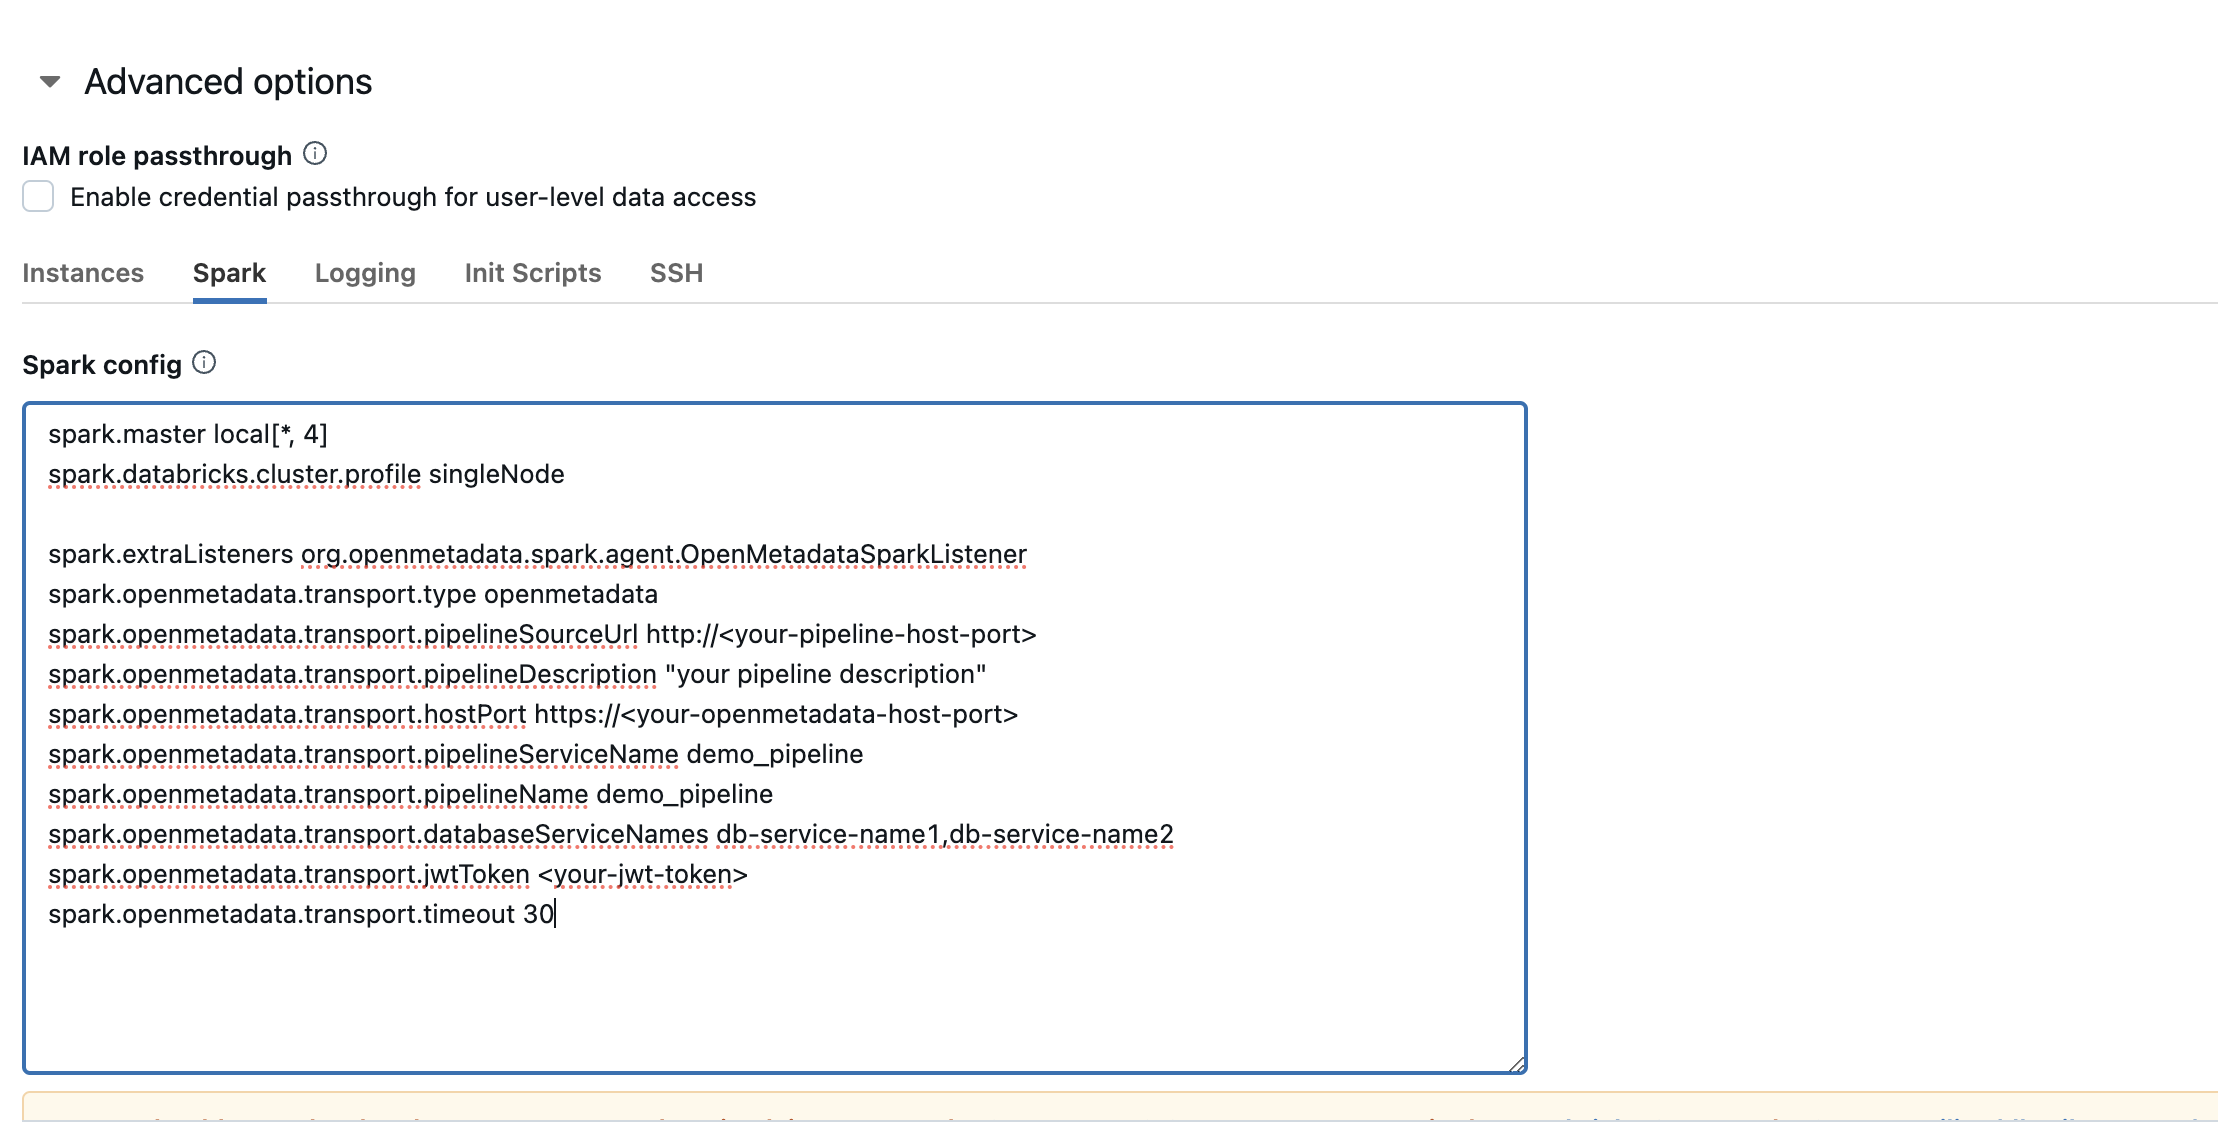 Advanced options
IAM role passthrough
Enable credential passthrough for user-level data access
Instances Spark Logging Init Scripts SSH
Spark config
spark.master local[*, 4]
spark.databricks.cluster.profile singleNode
spark.extraListeners org.openmetadata.spark.agent.OpenMetadataSparkListener
spark.openmetadata.transport.type openmetadata
spark.openmetadata.transport.pipelineSourceUrl http://<your-pipeline-host-port>
spark.openmetadata.transport.pipelineDescription "your pipeline description"
spark.openmetadata.transport.hostPort https://<your-openmetadata-host-port>
spark.openmetadata.transport.pipelineServiceName demo_pipeline
spark.openmetadata.transport.pipelineName demo_pipeline
spark.openmetadata.transport.databaseServiceNames db-service-name1,db-service-name2
spark.openmetadata.transport.jwtToken <your-jwt-token>
spark.openmetadata.transport.timeout 30